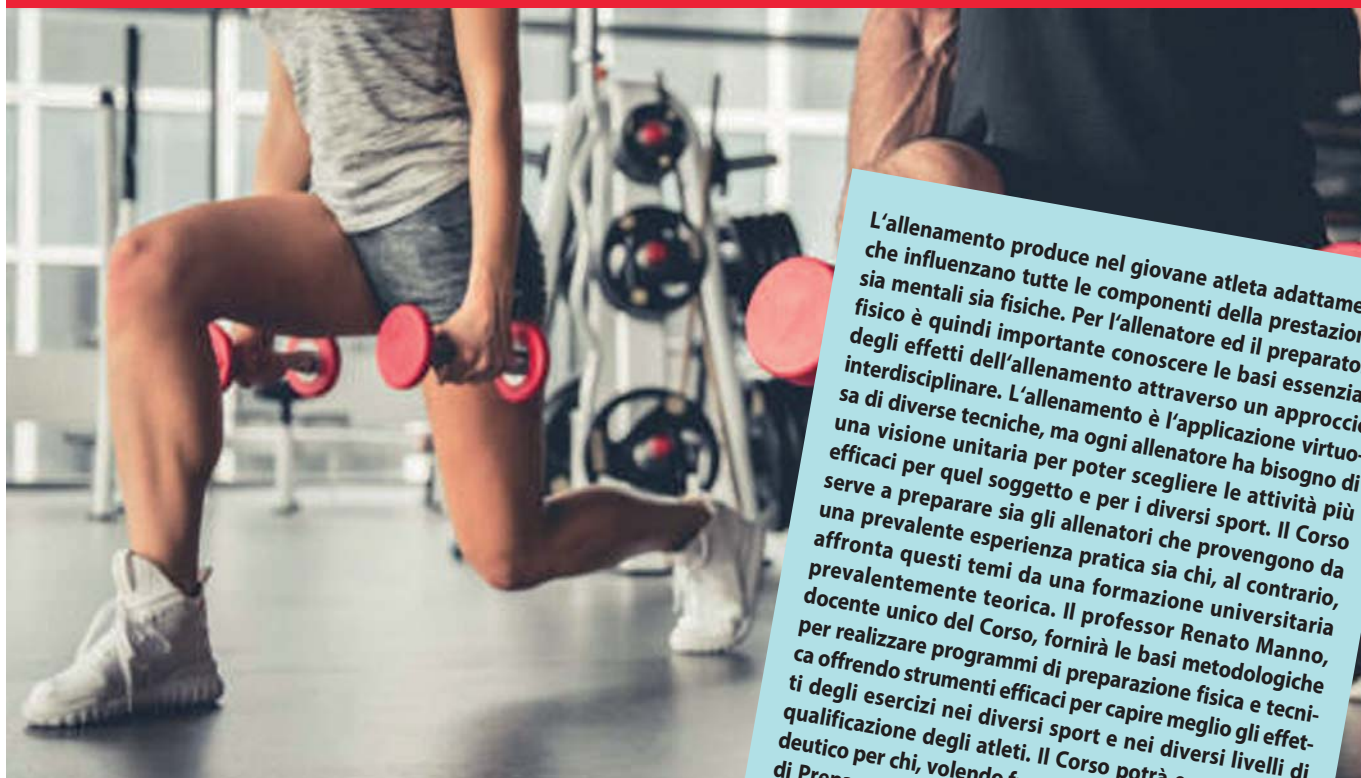 L'allenamento produce nel giovane atleta
che influenzano tutte le componenti della
sia mentali sia fisiche. Per l'allenatore ed il
fisico è quindi importante conoscere le basi
degli effetti dell'allenamento attraverso un approccio
interdisciplinare. L'allenamento è l'applicazione virtuo-
sa di diverse tecniche, ma ogni allenatore ha bisogno di
una visione unitaria per poter scegliere le attività più
efficaci per quel soggetto e per i diversi sport. Il Corso
serve a preparare sia gli allenatori che provengono da
una prevalente esperienza pratica sia chi, al contrario,
affronta questi temi da una formazione universitaria
prevalentemente teorica. Il professor Renato Manno,
docente unico del Corso, fornirà le basi metodologiche
per realizzare programmi di preparazione fisica e tecni-
ca offrendo strumenti efficaci per capire meglio gli effet-
ti degli esercizi nei diversi sport e nei diversi livelli di
qualificazione degli atleti. Il Corso potrà
deutico per chi, volendo
di